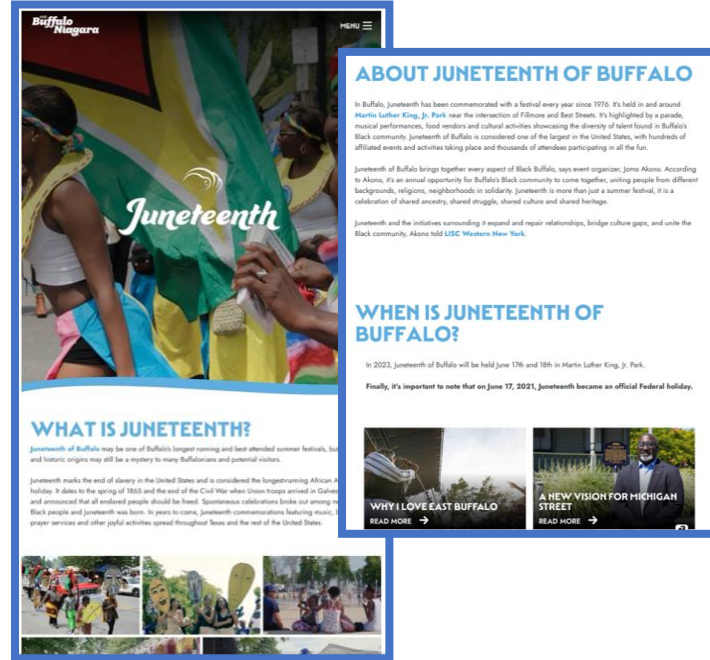 Buffalo
Niagara
MENU
Juneteenth
WHAT IS JUNETEENTH?
Juneteenth of Buffalo may be one of Buffalo's longest running and best attended summer festivals, bu
and historic origins may still be a mystery to many Buffalonians and potential visitors.
Juneteenth marks the end of slavery in the United States and is considered the longest-running African A
holiday. It dates to the spring of 1865 and the end of the Civil War when Union troops arrived in Galves
and announced that all enslaved people should be freed. Spontaneous celebrations broke out among n
Black people and Juneteenth was born. In years to come, Juneteenth commemorations featuring music,
prayer services and other joyful activities spread throughout Texas and the rest of the United States.
ABOUT JUNETEENTH OF BUFFALO
In Buffalo, Juneteenth has been commemorated with a festival every year since 1976. It's held in and around
Martin Luther King, Jr. Park near the intersection of Fillmore and Best Streets. It's highlighted by a parade,
musical performances, food vendors and cultural activities showcasing the diversity of talent found in Buffalo's
Black community. Juneteenth of Buffalo is considered one of the largest in the United States, with hundreds of
affiliated events and activities taking place and thousands of attendees participating in all the fun.
Juneteenth of Buffalo brings together every aspect of Black Buffalo, says event organizer, Jomo Akono. According
to Akono, it's an annual opportunity for Buffalo's Black community to come together, uniting people from different
backgrounds, religions, neighborhoods in solidarity. Juneteenth is more than just a summer festival, it is a
celebration of shared ancestry, shared struggle, shared culture and shared heritage.
Juneteenth and the initiatives surrounding it expand and repair relationships, bridge culture gaps, and unite the
Black community, Akono told LISC Western New York.
WHEN IS JUNETEENTH OF
BUFFALO?
In 2023, Juneteenth of Buffalo will be held June 17th and 18th in Martin Luther King, Jr. Park.
Finally, it's important to note that on June 17, 2021, Juneteenth became an official Federal holiday.
WHY I LOVE EAST BUFFALO
READ MORE →
A NEW VISION FOR MICHIGAN
STREET
READ MORE →